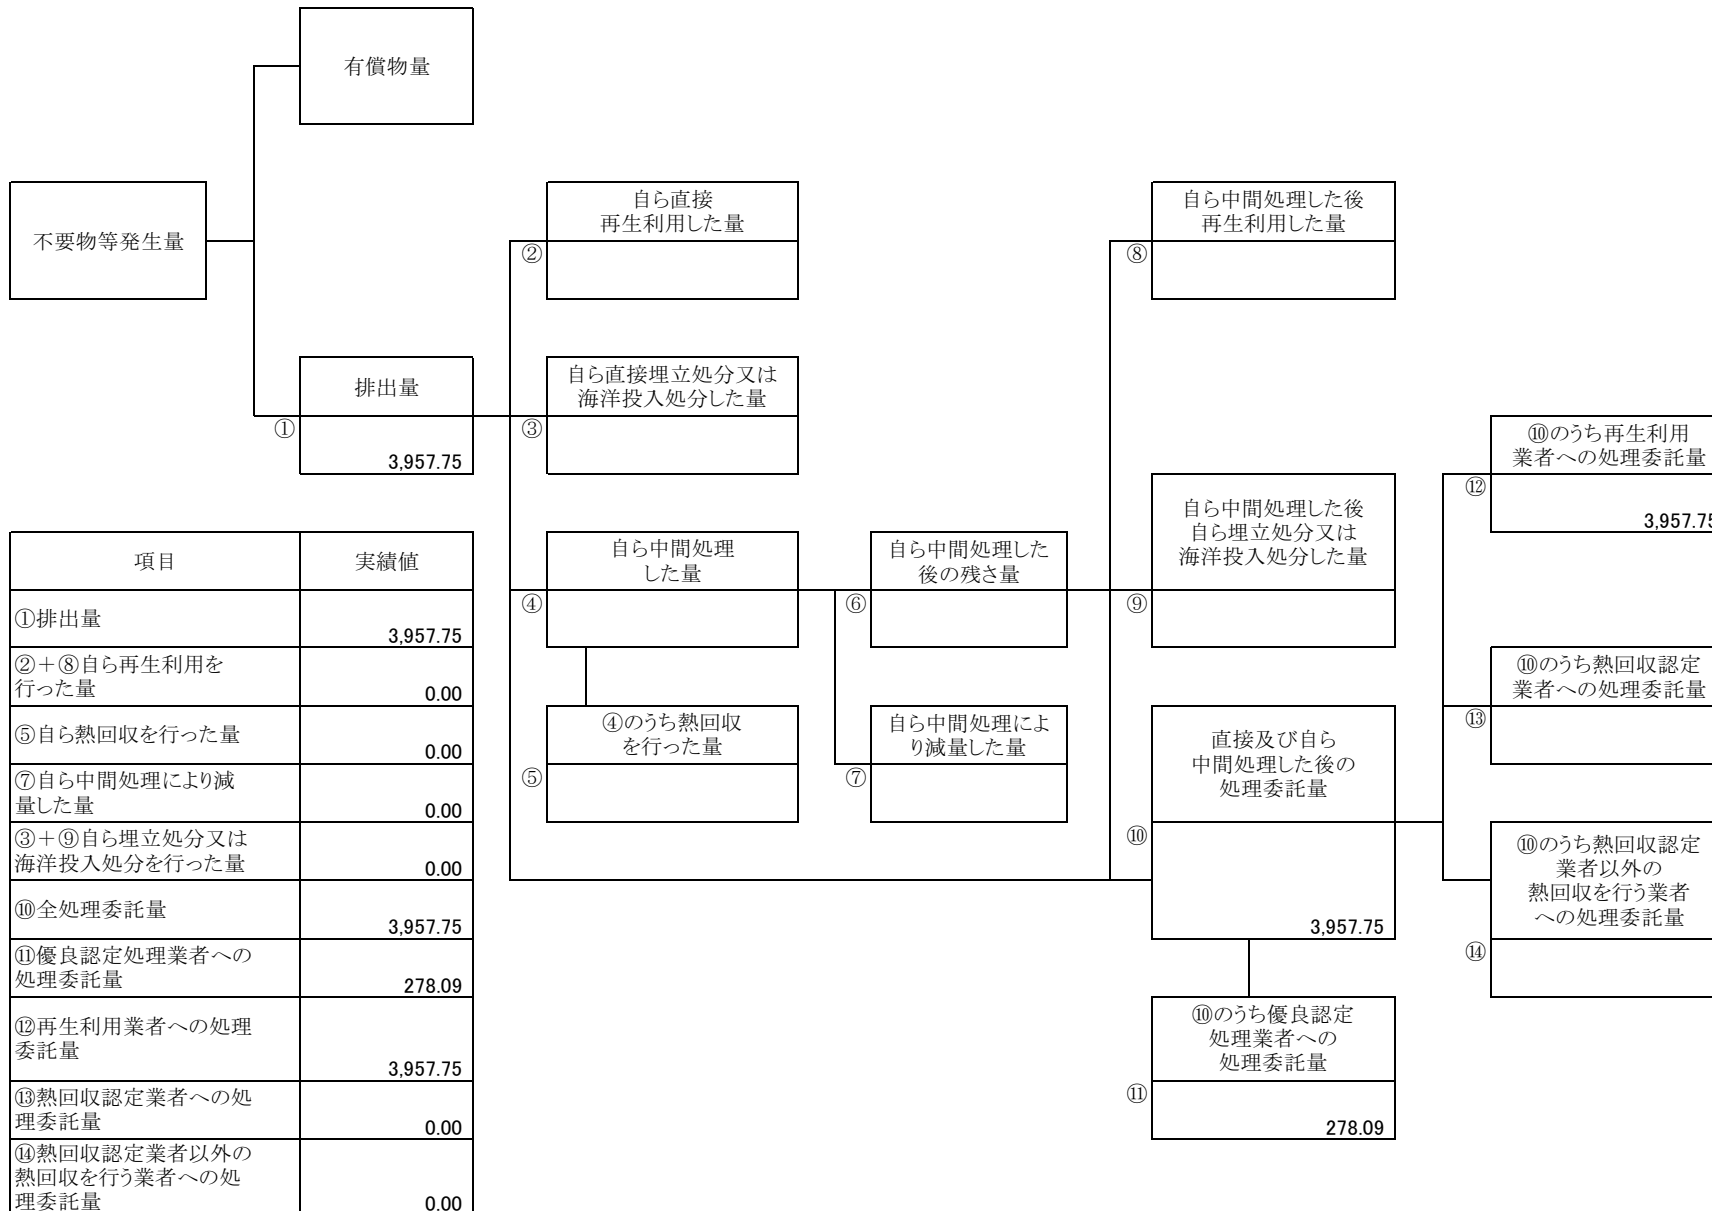 有償物量
不要物等発生量
排出量
①
3,957.75
自ら直接
再生利用した量
②
自ら直接埋立処分又は
海洋投入処分した量
③
自ら中間処理
した量
④
④のうち熱回収
を行った量
⑤
自ら中間処理した
後の残さ量
⑥
自ら中間処理によ
り減量した量
⑦
自ら中間処理した後
再生利用した量
⑧
自ら中間処理した後
自ら埋立処分又は
海洋投入処分した量
⑨
直接及び自ら
中間処理した後の
処理委託量
⑩
3,957.75
⑩のうち優良認定
処理業者への
処理委託量
⑪
278.09
⑩のうち再生利用
業者への処理委託量
⑫
3,957.75
⑩のうち熱回収認定
業者への処理委託量
⑬
⑩のうち熱回収認定
業者以外の
熱回収を行う業者
への処理委託量
⑭
項目 実績値
①排出量
3,957.75
②＋⑧自ら再生利用を
行った量
0.00
⑤自ら熱回収を行った量
0.00
⑦自ら中間処理により減
量した量
0.00
③＋⑨自ら埋立処分又は
海洋投入処分を行った量
0.00
⑩全処理委託量
3,957.75
⑪優良認定処理業者への
処理委託量
278.09
⑫再生利用業者への処理
委託量
3,957.75
⑬熱回収認定業者への処
理委託量
0.00
⑭熱回収認定業者以外の
熱回収を行う業者への処
理委託量
0.00